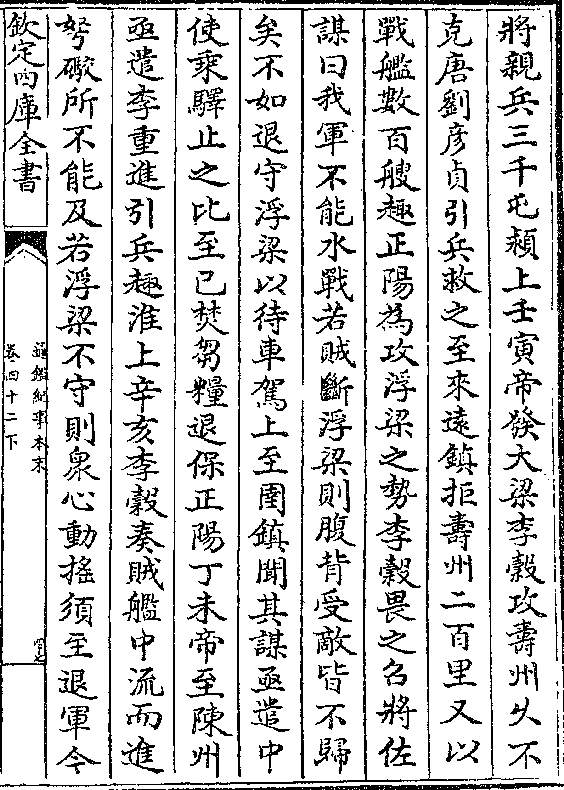 將親兵三千屯潁上壬寅帝發大梁李榖攻壽州乆不
克唐劉彦貞引兵救之至來逺鎮拒壽州二百里又以
戰艦數百艘趣正陽為攻浮梁之勢李榖畏之召將佐
謀曰我軍不能水戰若賊斷浮梁則腹背受敵皆不歸
矣不如退守浮梁以待車駕上至圉鎮聞其謀亟遣中
使乘驛止之比至已焚芻糧退保正陽丁未帝至陳州
亟遣李重進引兵趣淮上辛亥李榖奏賊艦中流而進
弩礮所不能及若浮梁不守則衆心動揺須至退軍今
欽定四庫全書
通鑑紀事本末
卷四十二下